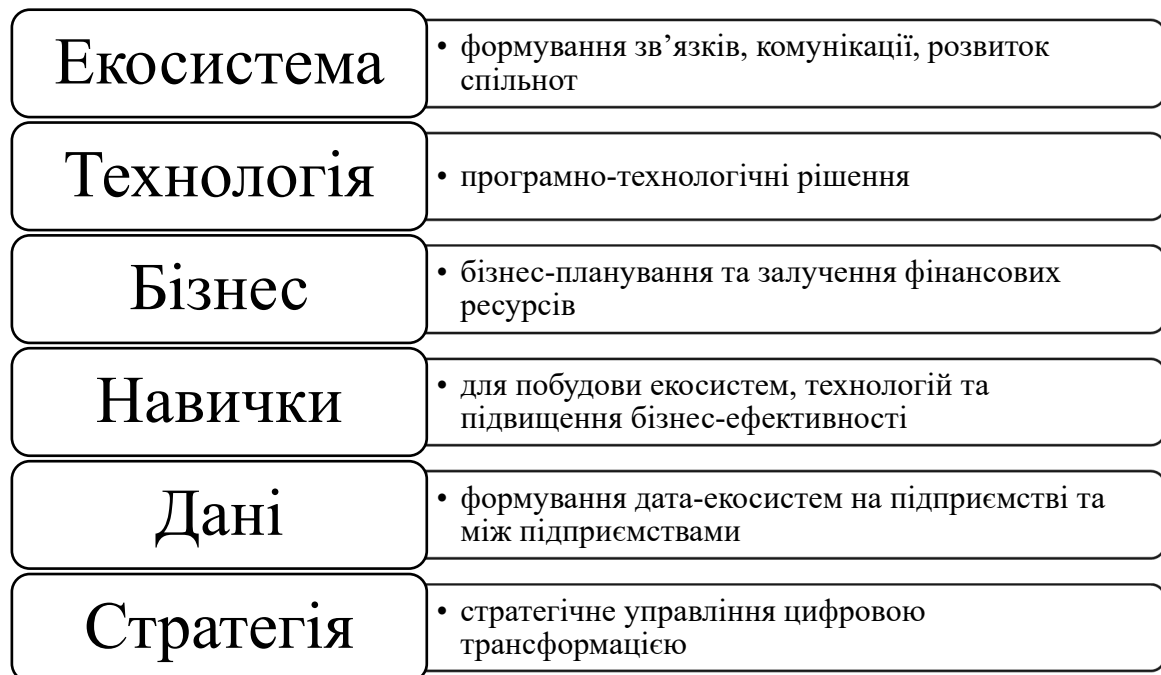 Екосистема
• формування зв’язків, комунікації, розвиток
спільнот
Технологія
• програмно-технологічні рішення
Бізнес
• бізнес-планування та залучення фінансових
ресурсів
Навички
• для побудови екосистем, технологій та
підвищення бізнес-ефективності
Дані
• формування дата-екосистем на підприємстві та
між підприємствами
Стратегія
• стратегічне управління цифровою
трансформацією